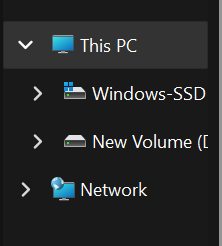 This PC
Windows-SSD
New Volume (D
Network